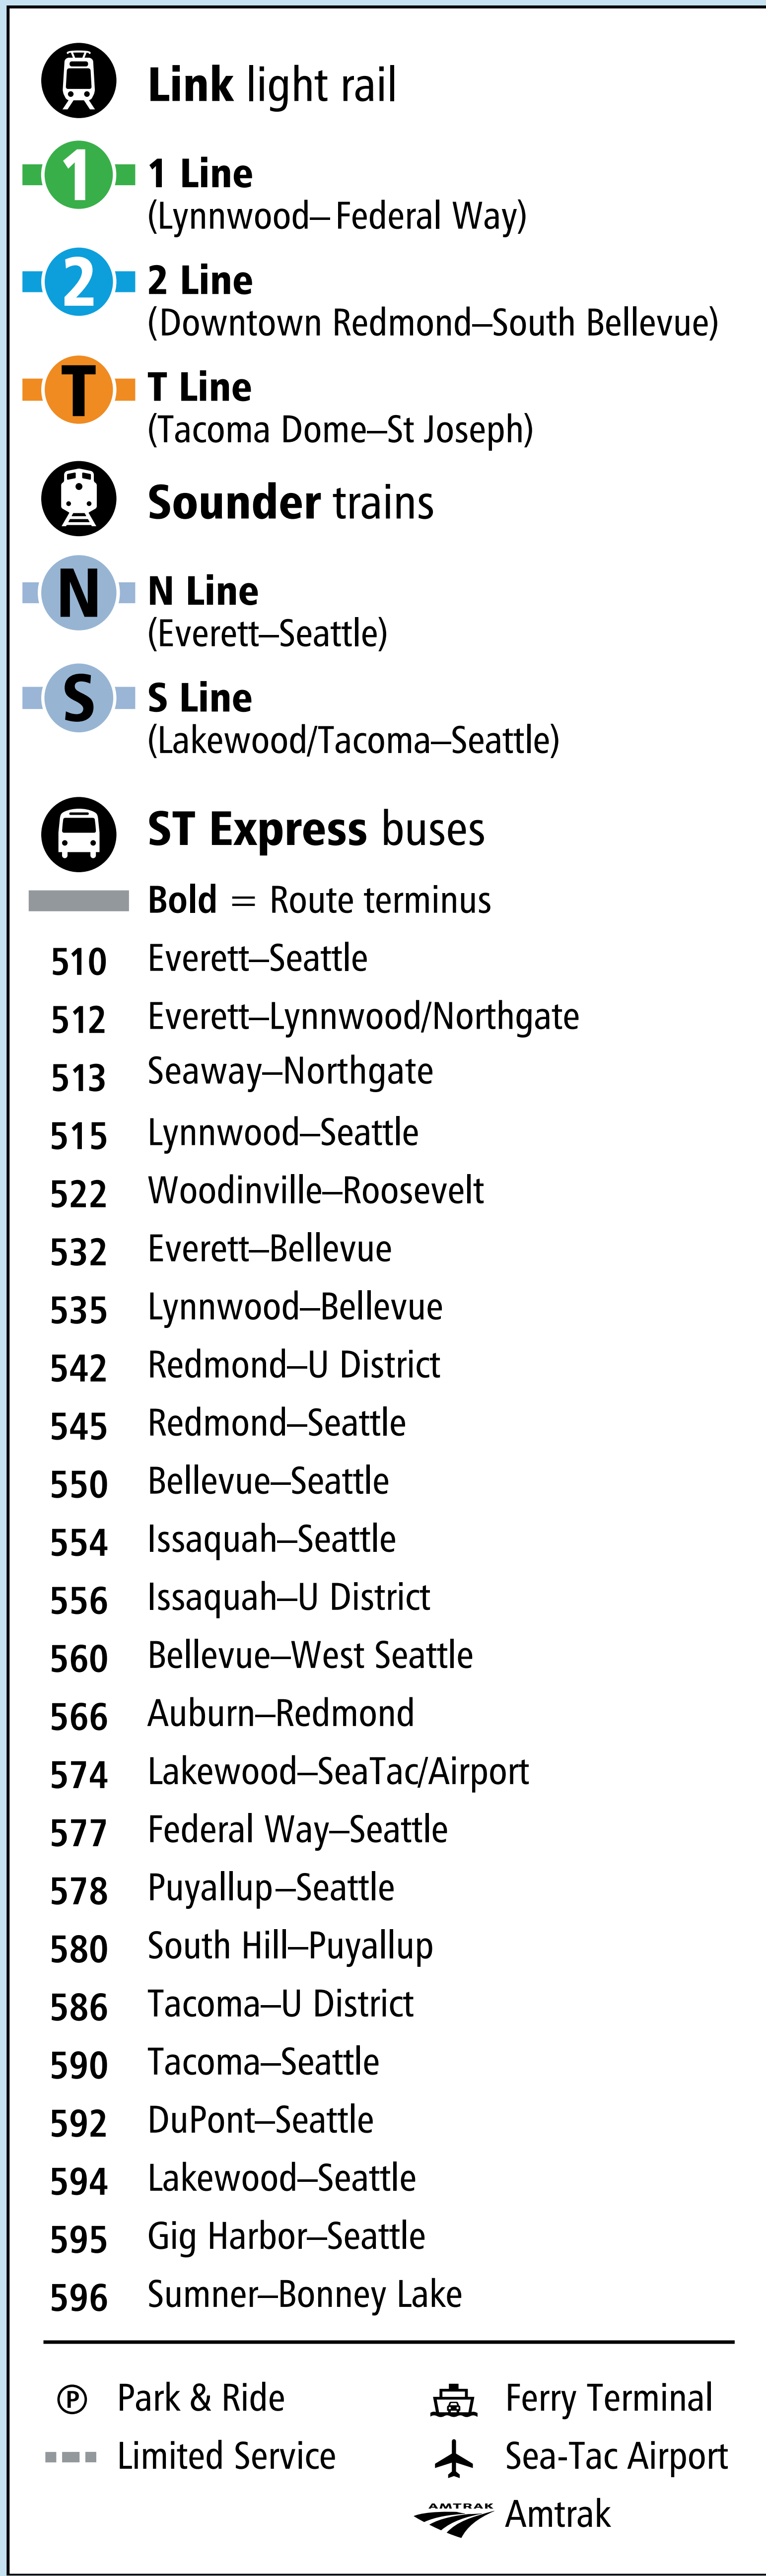 Link light rail
1
1 Line
(Lynnwood–Federal Way)
2
2 Line
(Downtown Redmond–South Bellevue)
T
T Line
(Tacoma Dome–St Joseph)
Sounder trains
N
N Line
(Everett–Seattle)
S
S Line
(Lakewood/Tacoma–Seattle)
ST Express buses
Bold = Route terminus
510 Everett–Seattle
512 Everett–Lynnwood/Northgate
513 Seaway–Northgate
515 Lynnwood–Seattle
522 Woodinville–Roosevelt
532 Everett–Bellevue
535 Lynnwood–Bellevue
542 Redmond–U District
545 Redmond–Seattle
550 Bellevue–Seattle
554 Issaquah–Seattle
556 Issaquah–U District
560 Bellevue–West Seattle
566 Auburn–Redmond
574 Lakewood–SeaTac/Airport
577 Federal Way–Seattle
578 Puyallup–Seattle
580 South Hill–Puyallup
586 Tacoma–U District
590 Tacoma–Seattle
592 DuPont–Seattle
594 Lakewood–Seattle
595 Gig Harbor–Seattle
596 Sumner–Bonney Lake
P Park & Ride
Limited Service
Ferry Terminal
Sea-Tac Airport
AMTRAK Amtrak